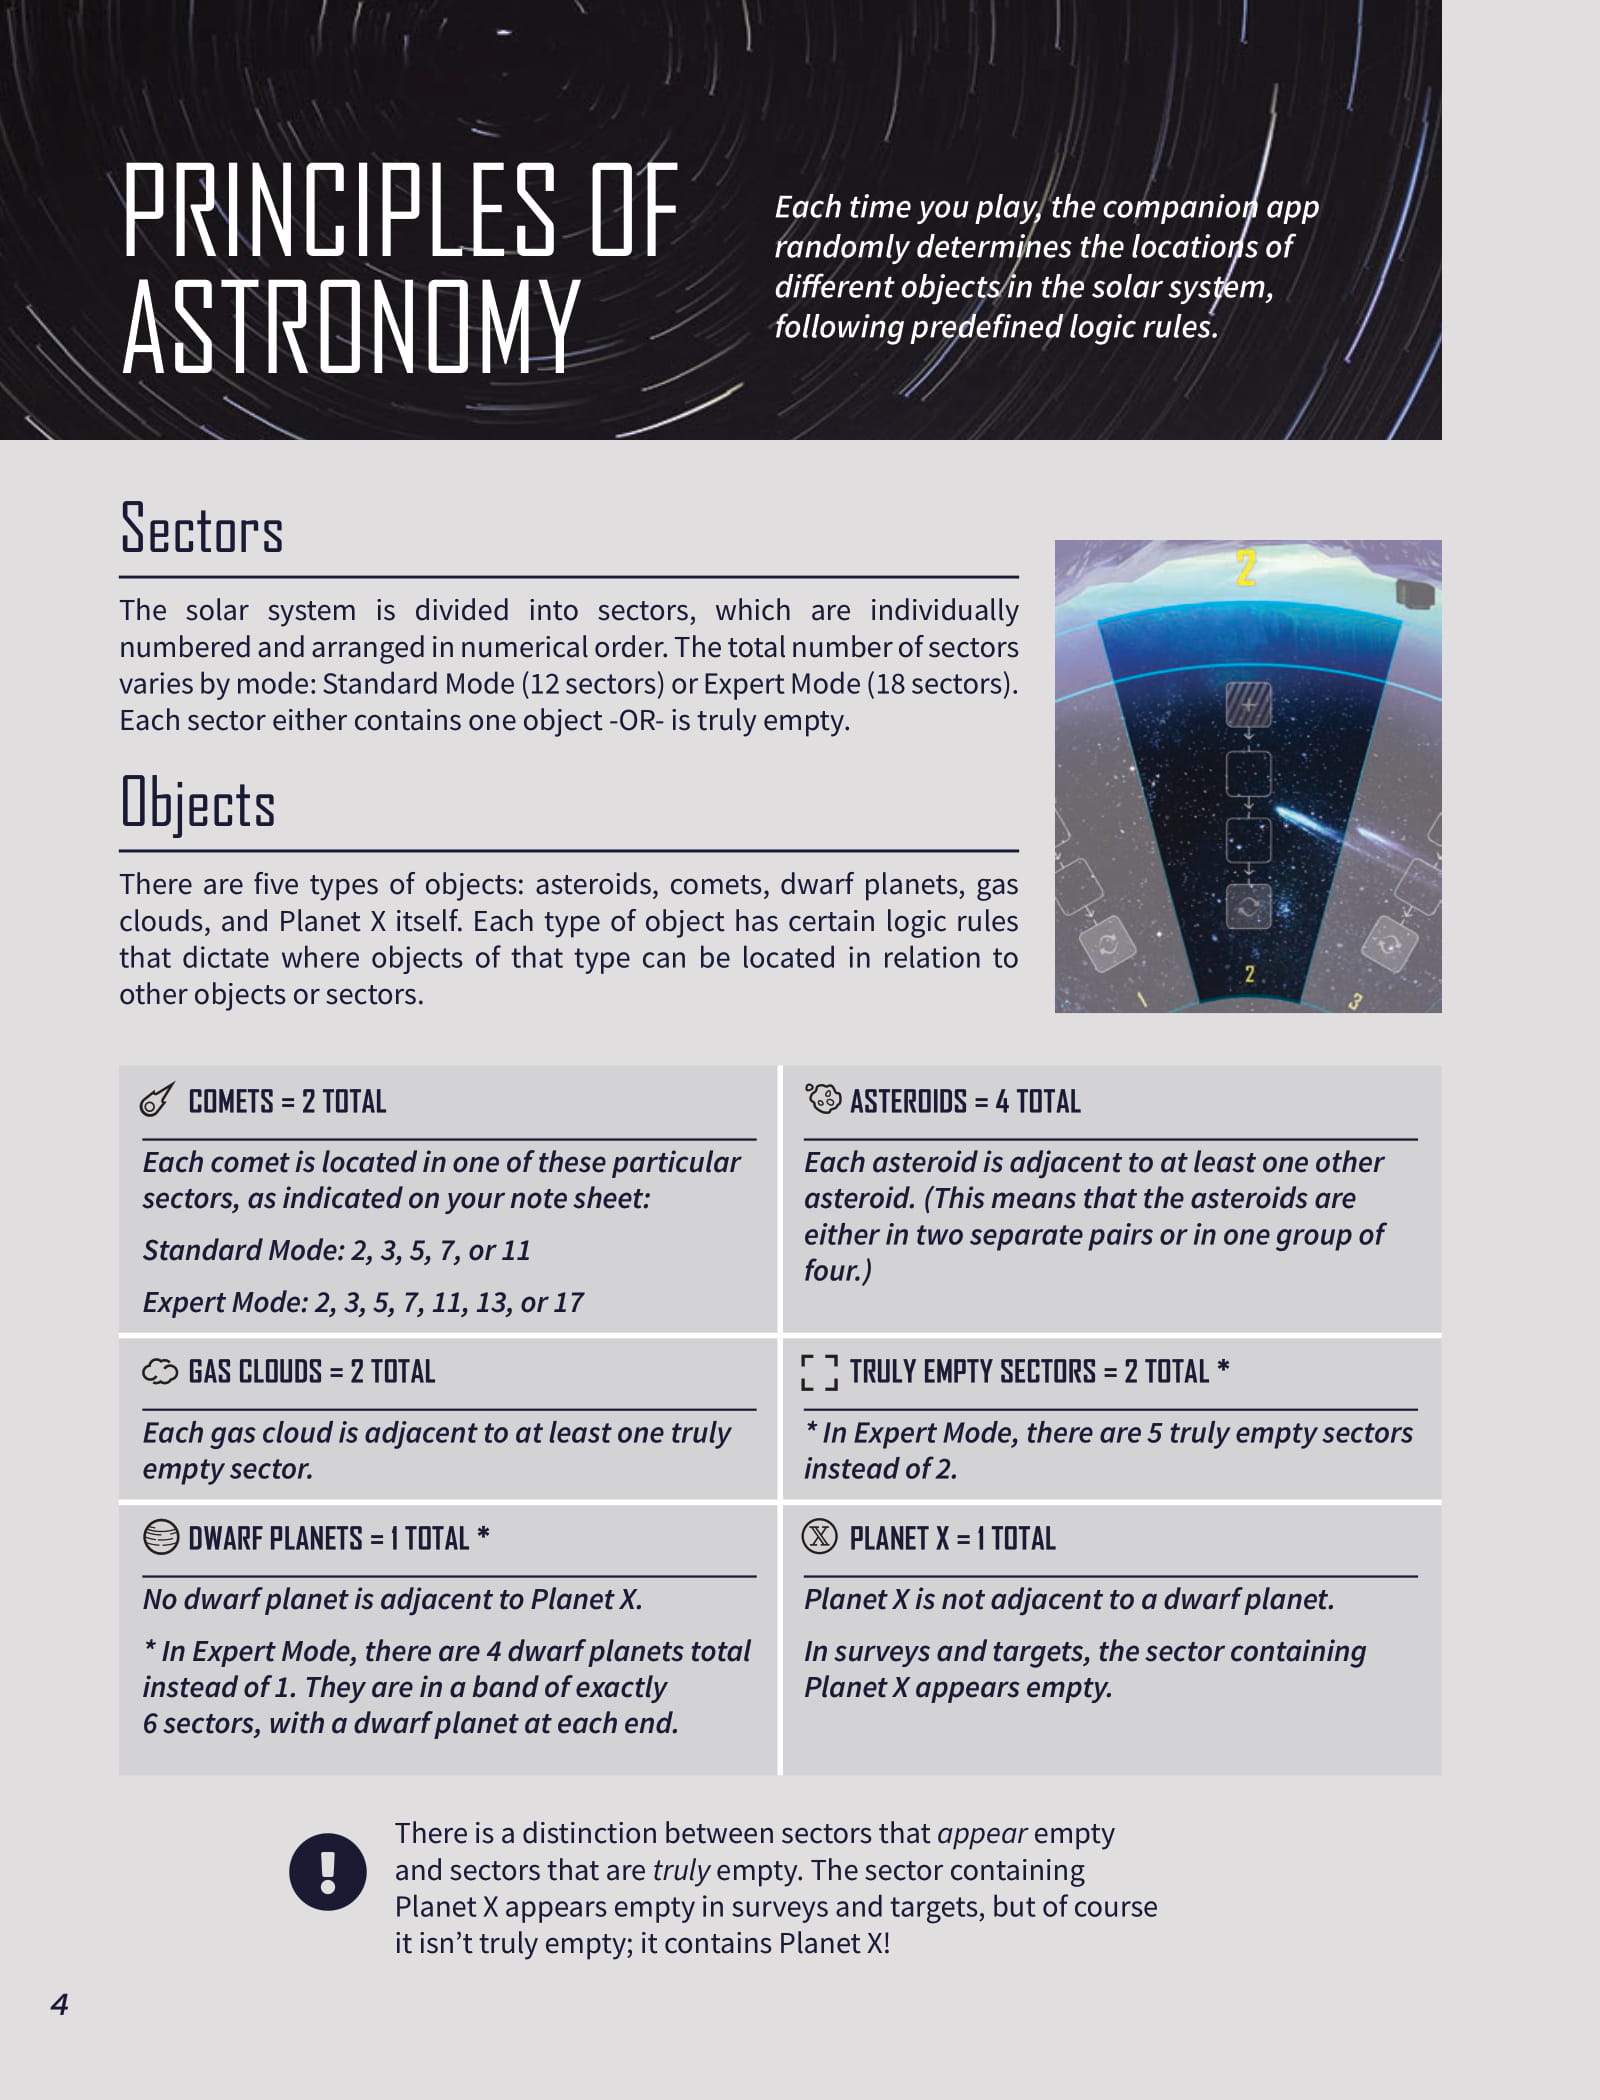 PRINCIPLES OF
ASTRONOMY
Each time you play, the companion app
randomly determines the locations of
different objects in the solar system,
following predefined logic rules.
Sectors
The solar system is divided into sectors, which are individually
numbered and arranged in numerical order. The total number of sectors
varies by mode: Standard Mode (12 sectors) or Expert Mode (18 sectors).
Each sector either contains one object -OR- is truly empty.
Objects
There are five types of objects: asteroids, comets, dwarf planets, gas
clouds, and Planet X itself. Each type of object has certain logic rules
that dictate where objects of that type can be located in relation to
other objects or sectors.
2
+
1
2
3
COMETS = 2 TOTAL
Each comet is located in one of these particular
sectors, as indicated on your note sheet:
Standard Mode: 2, 3, 5, 7, or 11
Expert Mode: 2, 3, 5, 7, 11, 13, or 17
ASTEROIDS = 4 TOTAL
Each asteroid is adjacent to at least one other
asteroid. (This means that the asteroids are
either in two separate pairs or in one group of
four.)
GAS CLOUDS = 2 TOTAL
Each gas cloud is adjacent to at least one truly
empty sector.
TRULY EMPTY SECTORS = 2 TOTAL *
* In Expert Mode, there are 5 truly empty sectors
instead of 2.
DWARF PLANETS = 1 TOTAL *
No dwarf planet is adjacent to Planet X.
* In Expert Mode, there are 4 dwarf planets total
instead of 1. They are in a band of exactly
6 sectors, with a dwarf planet at each end.
X PLANET X = 1 TOTAL
Planet X is not adjacent to a dwarf planet.
In surveys and targets, the sector containing
Planet X appears empty.
! There is a distinction between sectors that appear empty
and sectors that are truly empty. The sector containing
Planet X appears empty in surveys and targets, but of course
it isn't truly empty; it contains Planet X!
4